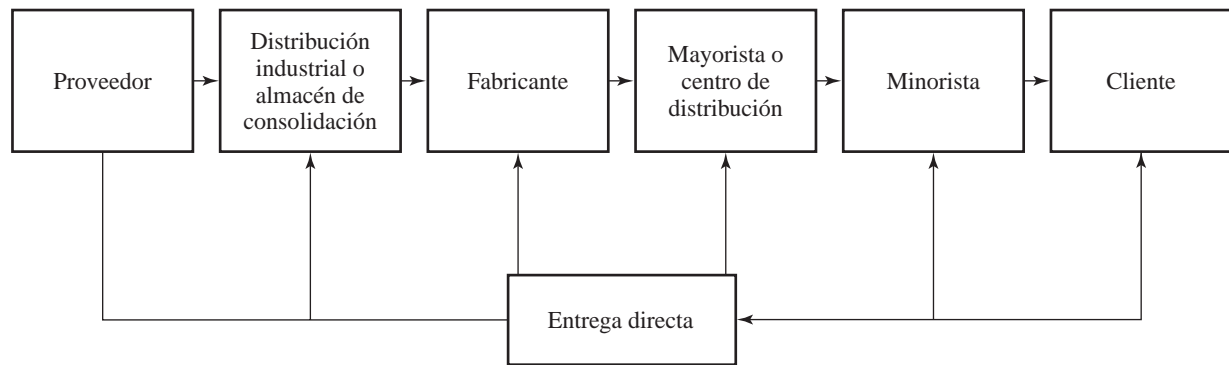 Proveedor
Distribución
industrial o
almacén de
consolidación
Fabricante
Mayorista o
centro de
distribución
Minorista
Cliente
Entrega directa